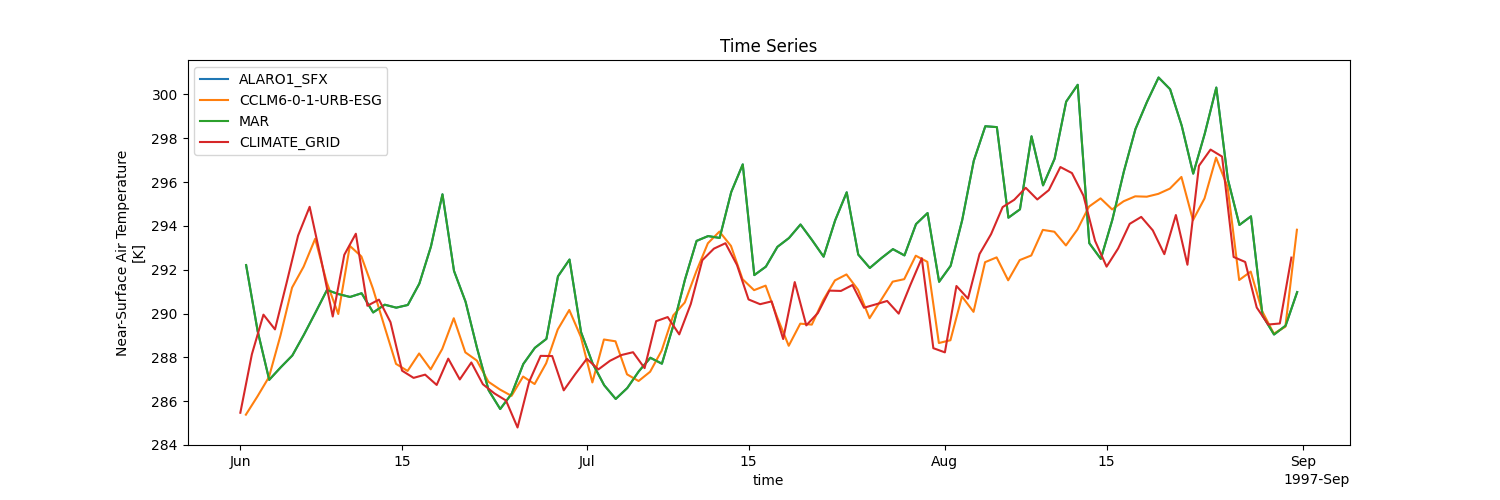 Time Series
ALARO1_SFX
CCLM6-0-1-URB-ESG
MAR
CLIMATE_GRID
300
298
296
294
292
290
288
286
284
Near-Surface Air Temperature
[K]
Jun
15
Jul
15
Aug
15
Sep
1997-Sep
time